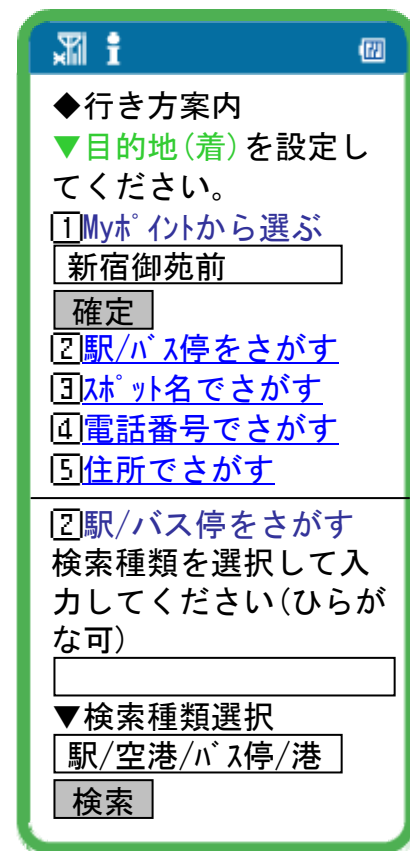 ◆行き方案内
▼目的地(着)を設定し
てください。
1Myﾎﾟｲﾝﾄから選ぶ
新宿御苑前
確定
2駅/ﾊﾞｽ停をさがす
3ｽﾎﾟｯﾄ名でさがす
4電話番号でさがす
5住所でさがす
2駅/バス停をさがす
検索種類を選択して入
力してください(ひらが
な可)
▼検索種類選択
駅/空港/ﾊﾞｽ停/港
検索